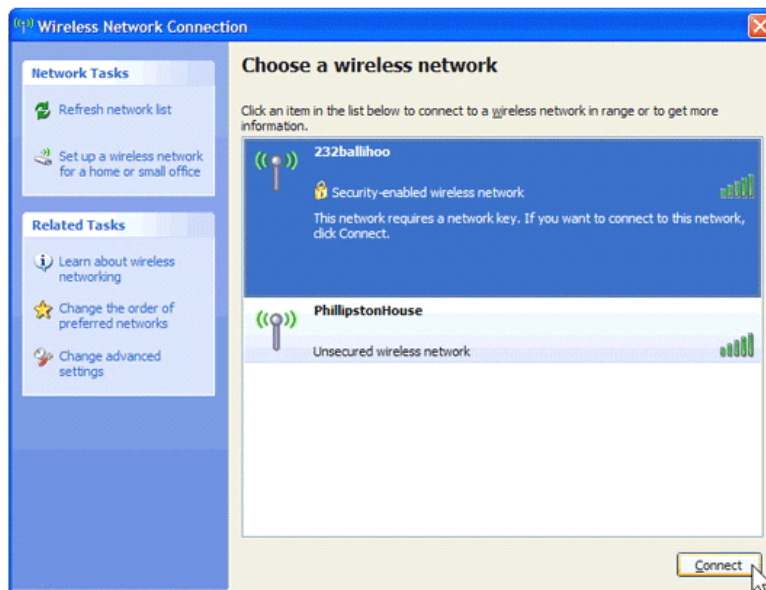 Wireless Network Connection
Network Tasks
Refresh network list
Set up a wireless network
for a home or small office
Related Tasks
Learn about wireless
networking
Change the order of
preferred networks
Change advanced
settings
Choose a wireless network
Click an item in the list below to connect to a wireless network in range or to get more
information.
232ballihoo
Security-enabled wireless network
This network requires a network key. If you want to connect to this network,
click Connect.
PhillipstonHouse
Unsecured wireless network
Connect